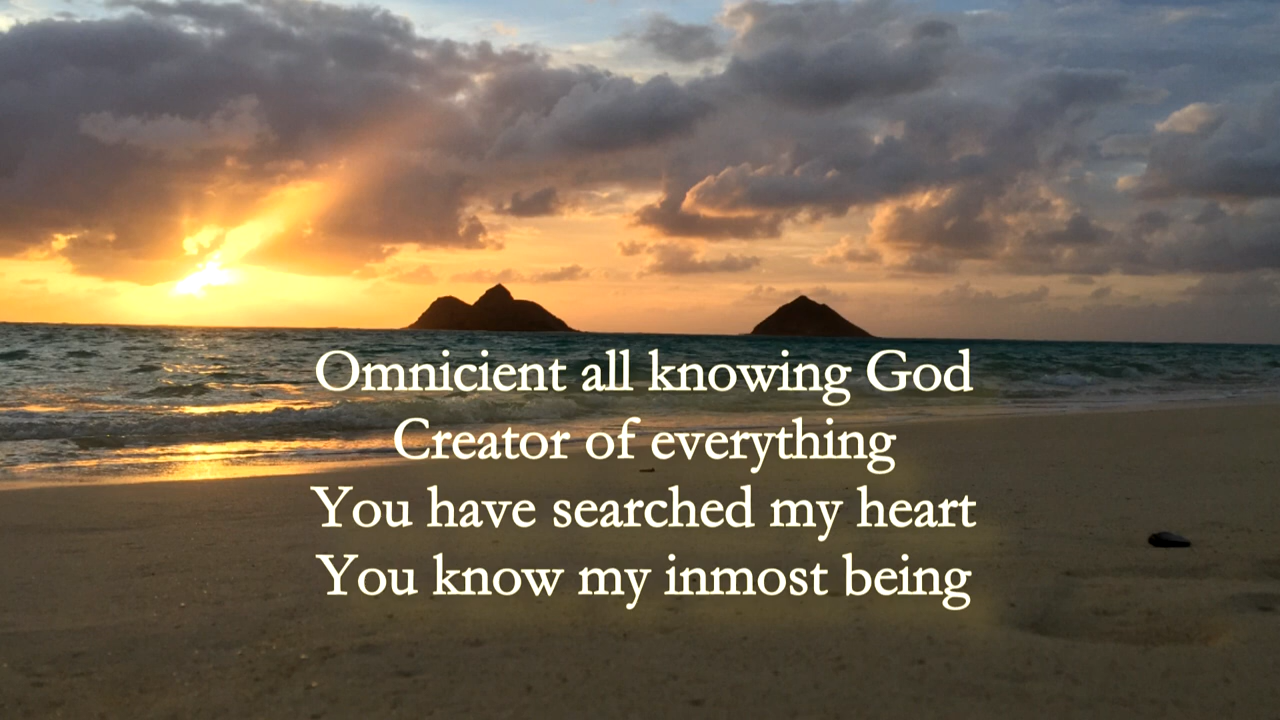 Omnicient all knowing God
Creator of everything
You have searched my heart
You know my inmost being